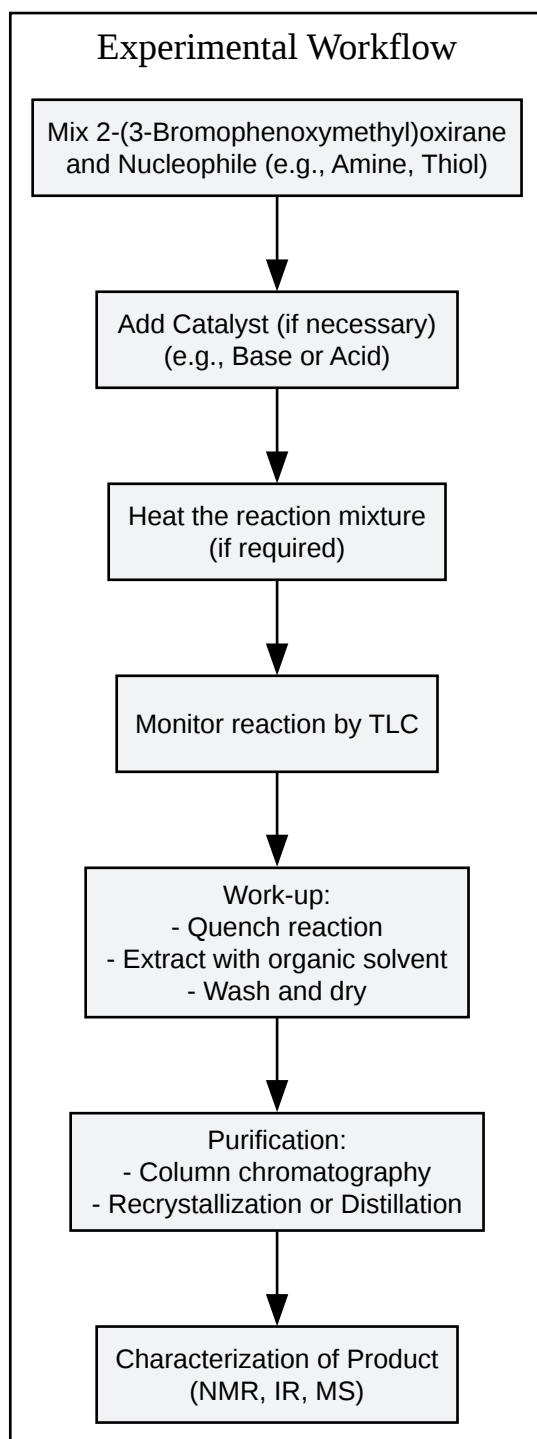 Experimental Workflow
Mix 2-(3-Bromophenoxymethyl)oxirane
and Nucleophile (e.g., Amine, Thiol)
Add Catalyst (if necessary)
(e.g., Base or Acid)
Heat the reaction mixture
(if required)
Monitor reaction by TLC
Work-up:
- Quench reaction
- Extract with organic solvent
- Wash and dry
Purification:
- Column chromatography
- Recrystallization or Distillation
Characterization of Product
(NMR, IR, MS)